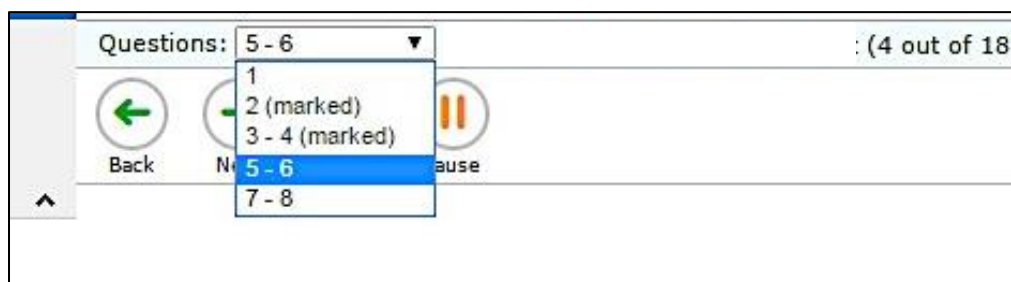 Questions: 5 - 6 : (4 out of 18
1
2 (marked)
3 - 4 (marked)
5 - 6
7 - 8
Back